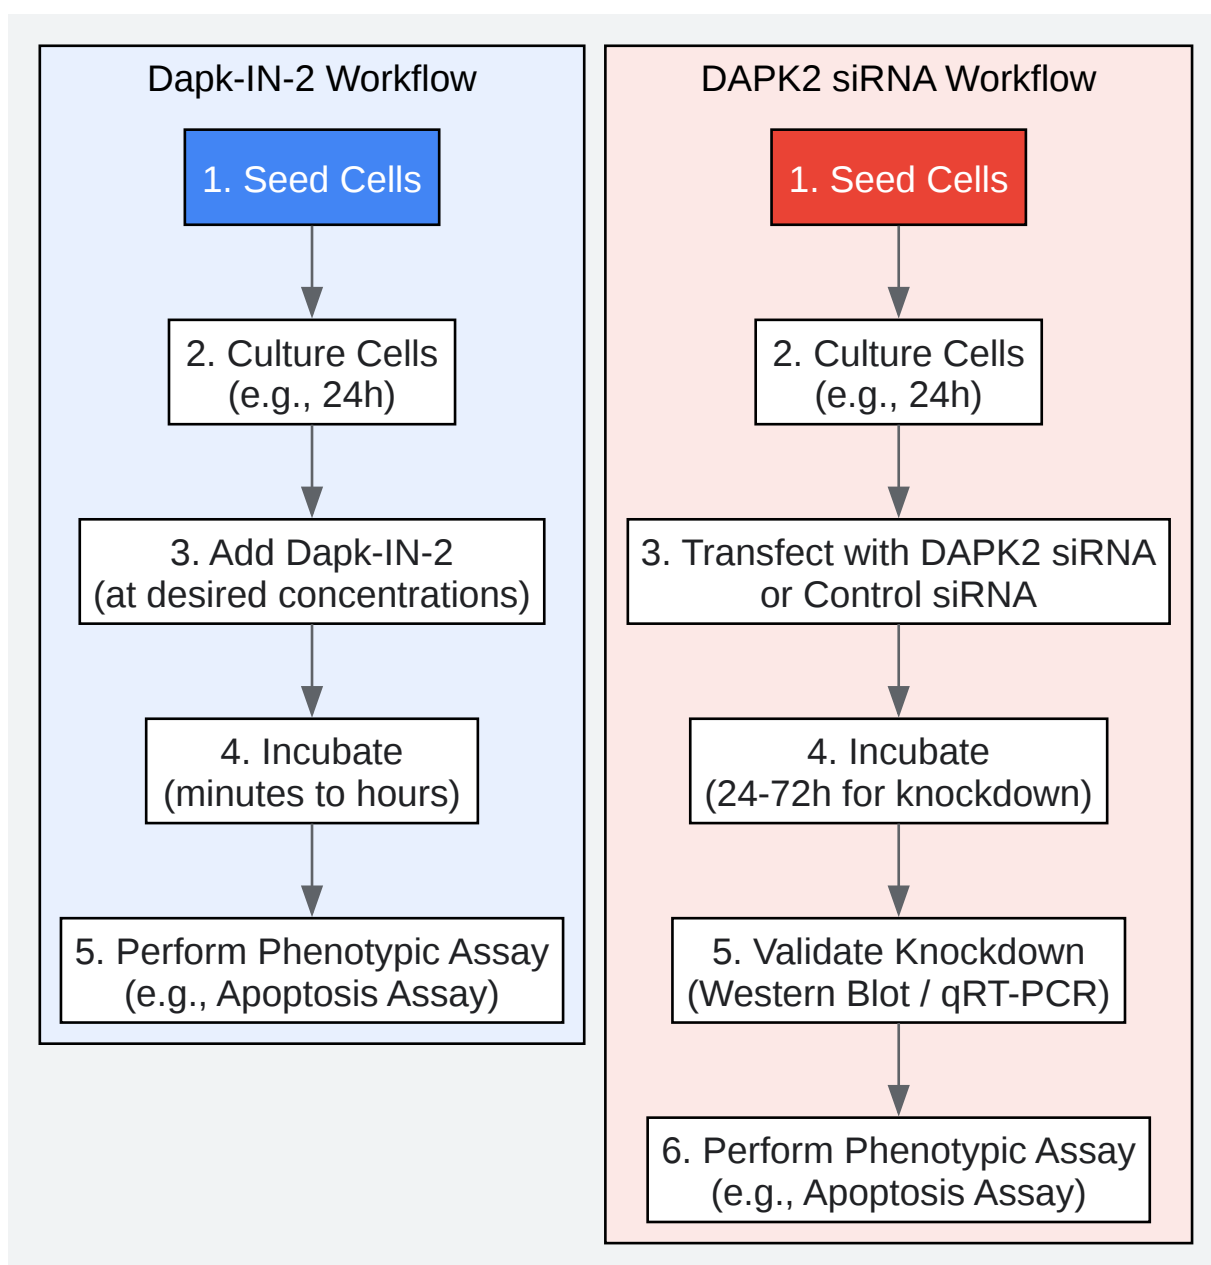 Dapk-IN-2 Workflow
1. Seed Cells
2. Culture Cells
(e.g., 24h)
3. Add Dapk-IN-2
(at desired concentrations)
4. Incubate
(minutes to hours)
5. Perform Phenotypic Assay
(e.g., Apoptosis Assay)
DAPK2 siRNA Workflow
1. Seed Cells
2. Culture Cells
(e.g., 24h)
3. Transfect with DAPK2 siRNA
or Control siRNA
4. Incubate
(24-72h for knockdown)
5. Validate Knockdown
(Western Blot / qRT-PCR)
6. Perform Phenotypic Assay
(e.g., Apoptosis Assay)